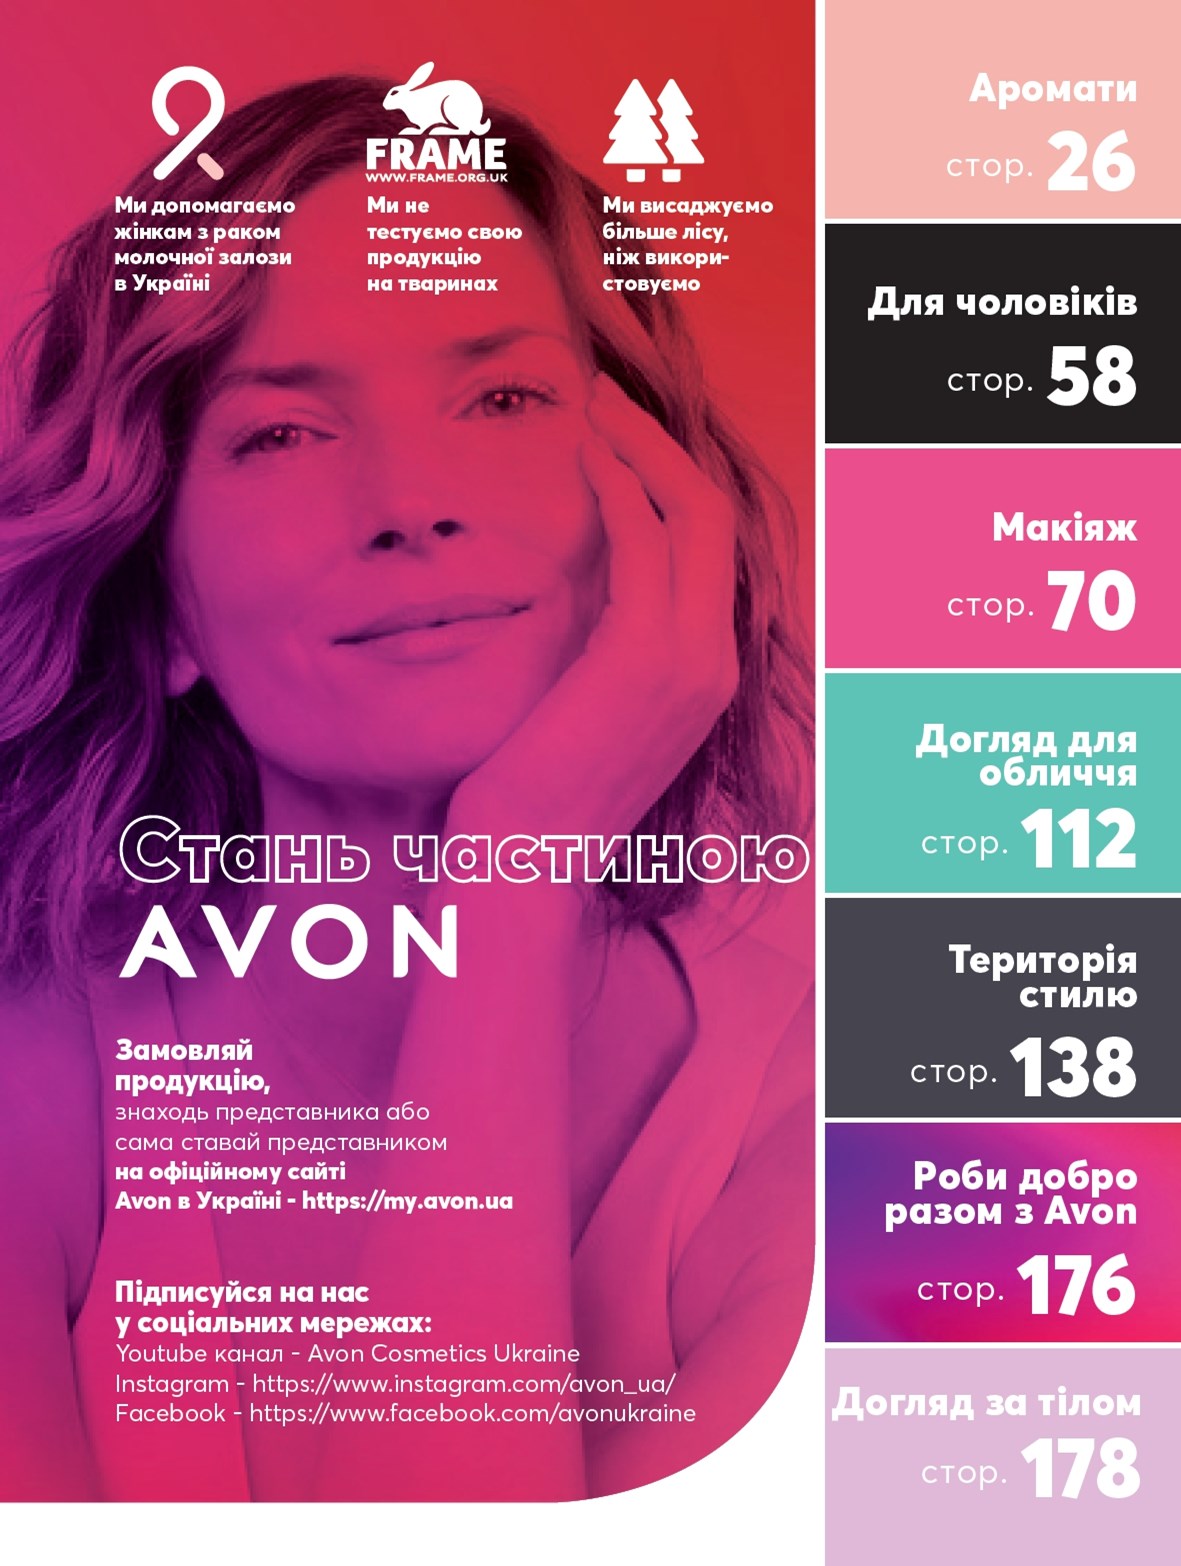 Ми допомагаємо
жінкам з раком
молочної залози
в Україні
FRAME
WWW.FRAME.ORG.UK
Ми не
тестуємо свою
продукцію
на тваринах
Ми висаджуємо
більше лісу,
ніж викори-
стовуємо
Стань частиною
AVON
Замовляй
продукцію,
знаходь представника або
сама ставай представником
на офіційному сайті
Avon в Україні - https://my.avon.ua
Підписуйся на нас
у соціальних мережах:
Youtube канал - Avon Cosmetics Ukraine
Instagram - https://www.instagram.com/avon_ua/
Facebook - https://www.facebook.com/avonukraine
Аромати
стор. 26
Для чоловіків
стор. 58
Макіяж
стор. 70
Догляд для
обличчя
стор. 112
Територія
стилю
стор. 138
Роби добро
разом з Avon
стор. 176
Догляд за тілом
стор. 178